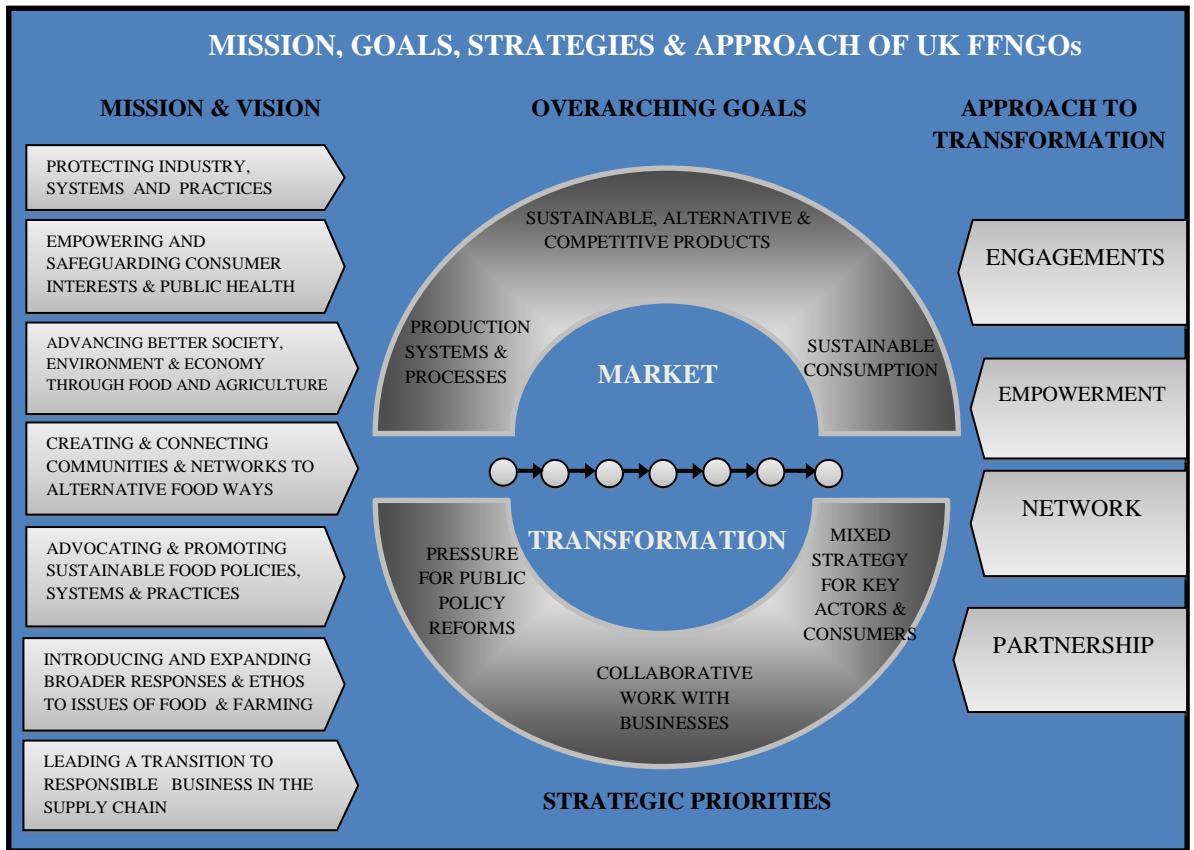 MISSION, GOALS, STRATEGIES & APPROACH OF UK FFNGOs
MISSION & VISION
PROTECTING INDUSTRY,
SYSTEMS AND PRACTICES
EMPOWERING AND
SAFEGUARDING CONSUMER
INTERESTS & PUBLIC HEALTH
ADVANCING BETTER SOCIETY,
ENVIRONMENT & ECONOMY
THROUGH FOOD AND AGRICULTURE
CREATING & CONNECTING
COMMUNITIES & NETWORKS TO
ALTERNATIVE FOOD WAYS
ADVOCATING & PROMOTING
SUSTAINABLE FOOD POLICIES,
SYSTEMS & PRACTICES
INTRODUCING AND EXPANDING
BROADER RESPONSES & ETHOS
TO ISSUES OF FOOD & FARMING
LEADING A TRANSITION TO
RESPONSIBLE BUSINESS IN THE
SUPPLY CHAIN
OVERARCHING GOALS
SUSTAINABLE, ALTERNATIVE &
COMPETITIVE PRODUCTS
PRODUCTION
SYSTEMS &
PROCESSES
MARKET
SUSTAINABLE
CONSUMPTION
TRANSFORMATION
PRESSURE
FOR PUBLIC
POLICY
REFORMS
COLLABORATIVE
WORK WITH
BUSINESSES
MIXED
STRATEGY
FOR KEY
ACTORS &
CONSUMERS
STRATEGIC PRIORITIES
APPROACH TO
TRANSFORMATION
ENGAGEMENTS
EMPOWERMENT
NETWORK
PARTNERSHIP